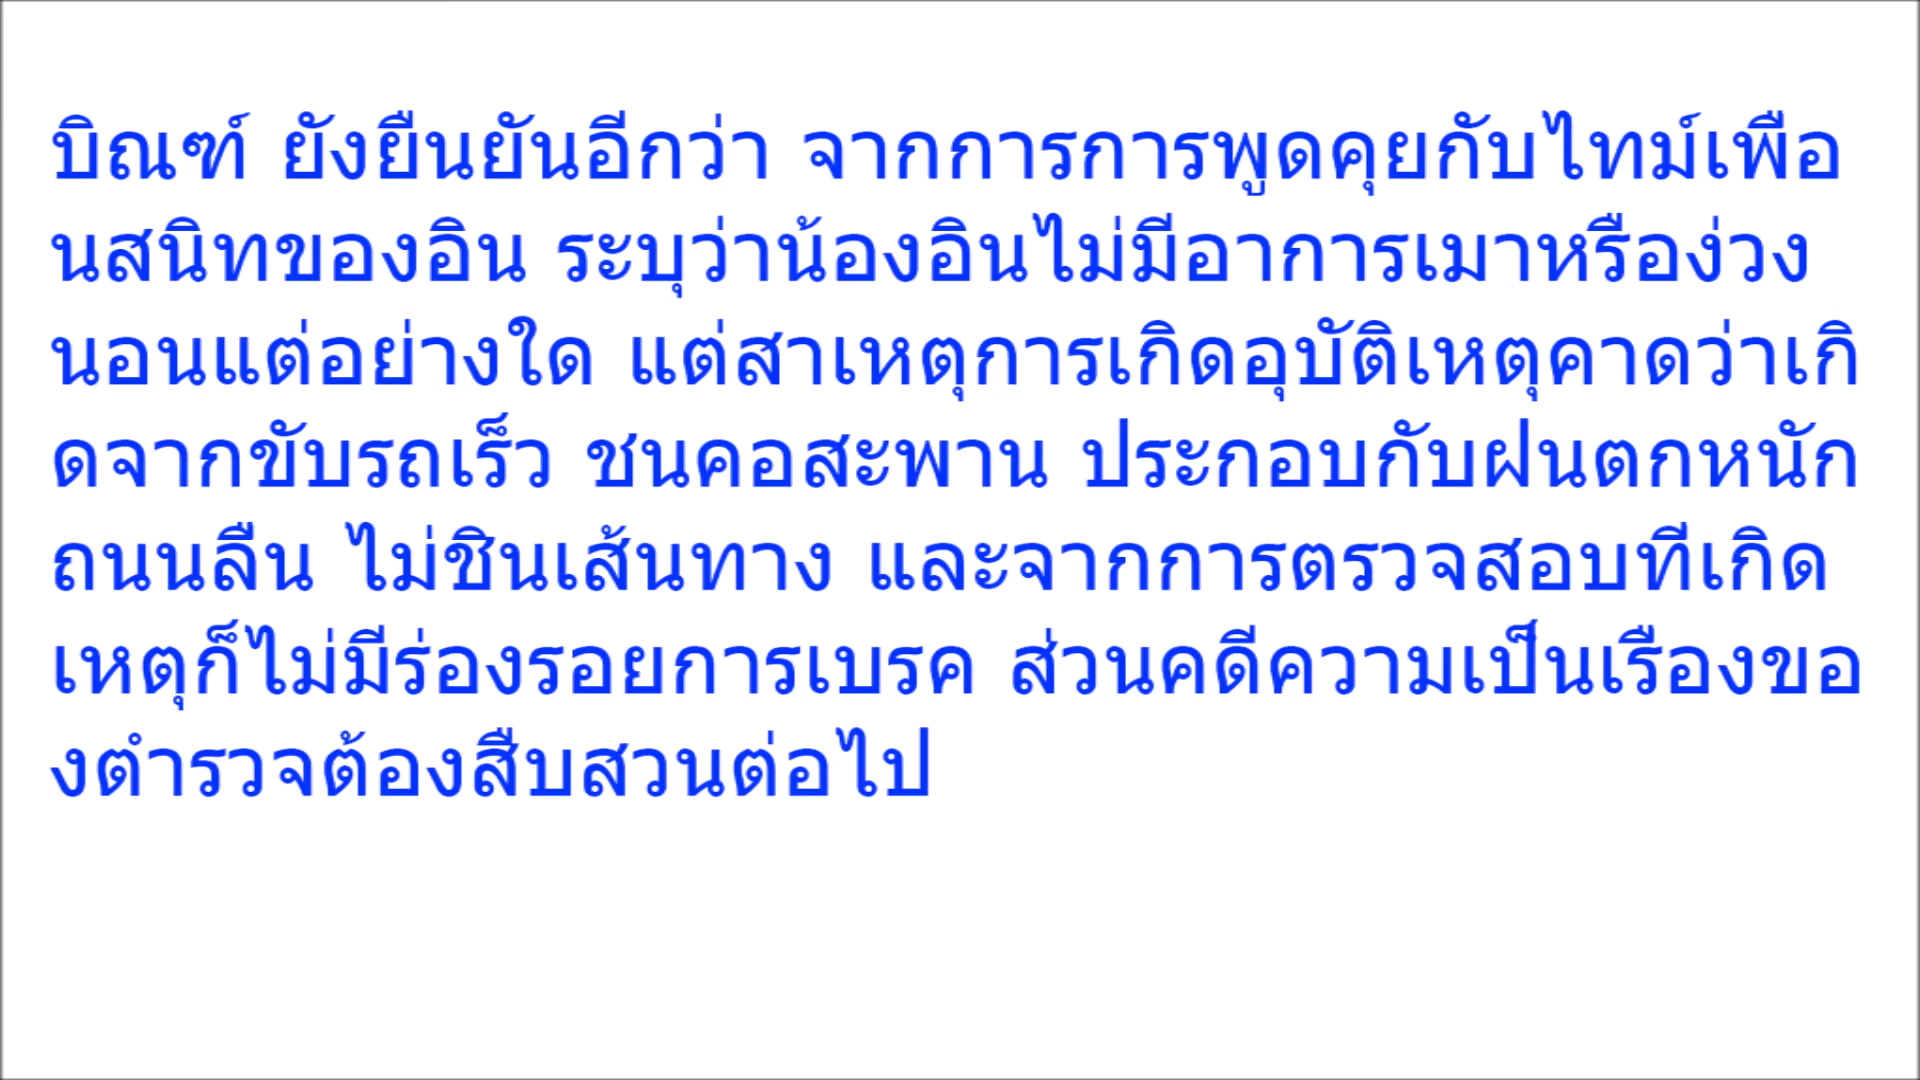 บิณฑ์ ยังยืนยันอีกว่า จากการการพูดคุยกับไทม์เพื่อ
นสนิทของอิน ระบุว่าน้องอินไม่มีอาการเมาหรือง่วง
นอนแต่อย่างใด แต่สาเหตุการเกิดอุบัติเหตุคาดว่าเกิ
ดจากขับรถเร็ว ชนคอสะพาน ประกอบกับฝนตกหนัก
ถนนลื่น ไม่ชินเส้นทาง และจากการตรวจสอบที่เกิด
เหตุก็ไม่มีร่องรอยการเบรค ส่วนคดีความเป็นเรื่องขอ
งตำรวจต้องสืบสวนต่อไป